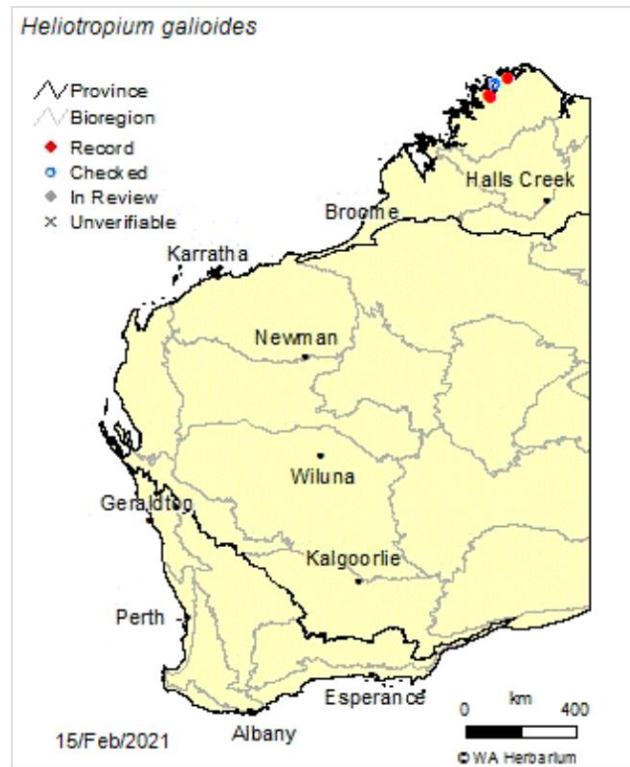 Heliotropium galioides
Province
Bioregion
Record
Checked
In Review
Unverifiable
Halls Creek
Broome
Karratha
Newman
Wiluna
Geraldton
Kalgoorlie
Perth
Esperance
Albany
km
0 400
15/Feb/2021
© WA Herbarium